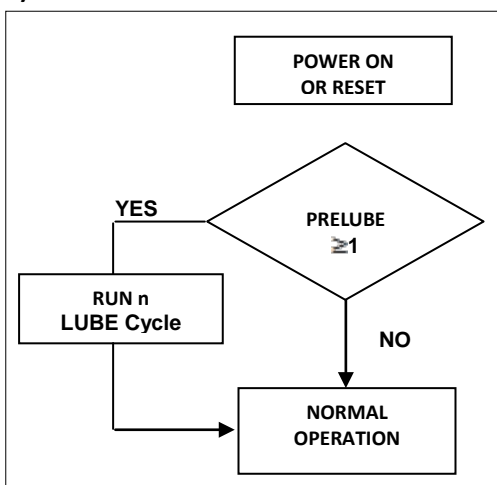 POWER ON
OR RESET
YES
PRELUBE
≥1
RUN n
LUBE Cycle
NO
NORMAL
OPERATION